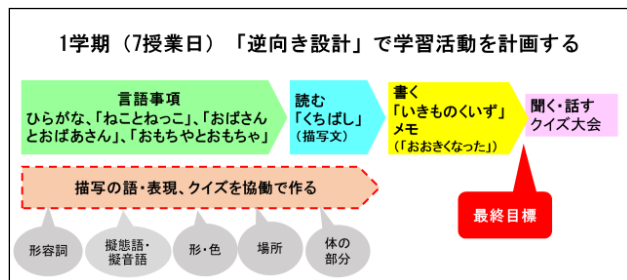 1学期（7授業日）「逆向き設計」で学習活動を計画する
言語事項
ひらがな、「ねことねっこ」、「おばさん
とおばあさん」、「おもちやとおもちゃ」
読む
「くちばし」
（描写文）
書く
「いきものくいず」
メモ
（「おおきくなった」）
聞く・話す
クイズ大会
描写の語・表現、クイズを協働で作る
最終目標
形容詞
擬態語・
擬音語
形・色
場所
体の
部分